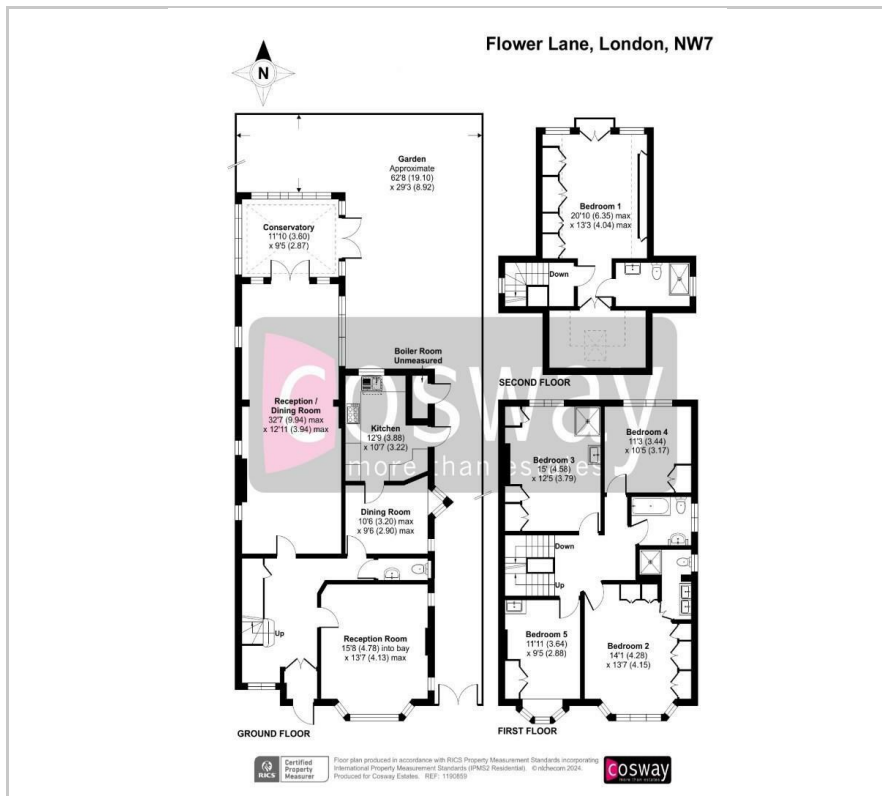 Flower Lane, London, NW7
N
Garden
Approximate
62'8 (19.10)
x 29'3 (8.92)
Conservatory
11'10 (3.60)
x 9'5 (2.87)
Boiler Room
Unmeasured
Reception /
Dining Room
32'7 (9.94) max
x 12'11 (3.94) max
Kitchen
12'9 (3.88)
x 10'7 (3.22)
Dining Room
10'6 (3.20) max
x 9'6 (2.90) max
Up
Reception Room
15'8 (4.78) into bay
x 13'7 (4.13) max
GROUND FLOOR
Bedroom 1
20'10 (6.35) max
x 13'3 (4.04) max
Down
SECOND FLOOR
Bedroom 3
15' (4.58)
x 12'5 (3.79)
Bedroom 4
11'3 (3.44)
x 10'5 (3.17)
Down
Up
Bedroom 5
11'11 (3.64)
x 9'5 (2.88)
Bedroom 2
14'1 (4.28)
x 13'7 (4.15)
FIRST FLOOR
cosway
more than estates
RICS
Certified
Property
Measurer
Floor plan produced in accordance with RICS Property Measurement Standards incorporating
International Property Measurement Standards (IPMS2 Residential). © nichecom 2024.
Produced for Cosway Estates. REF: 1190859
cosway
more than estates